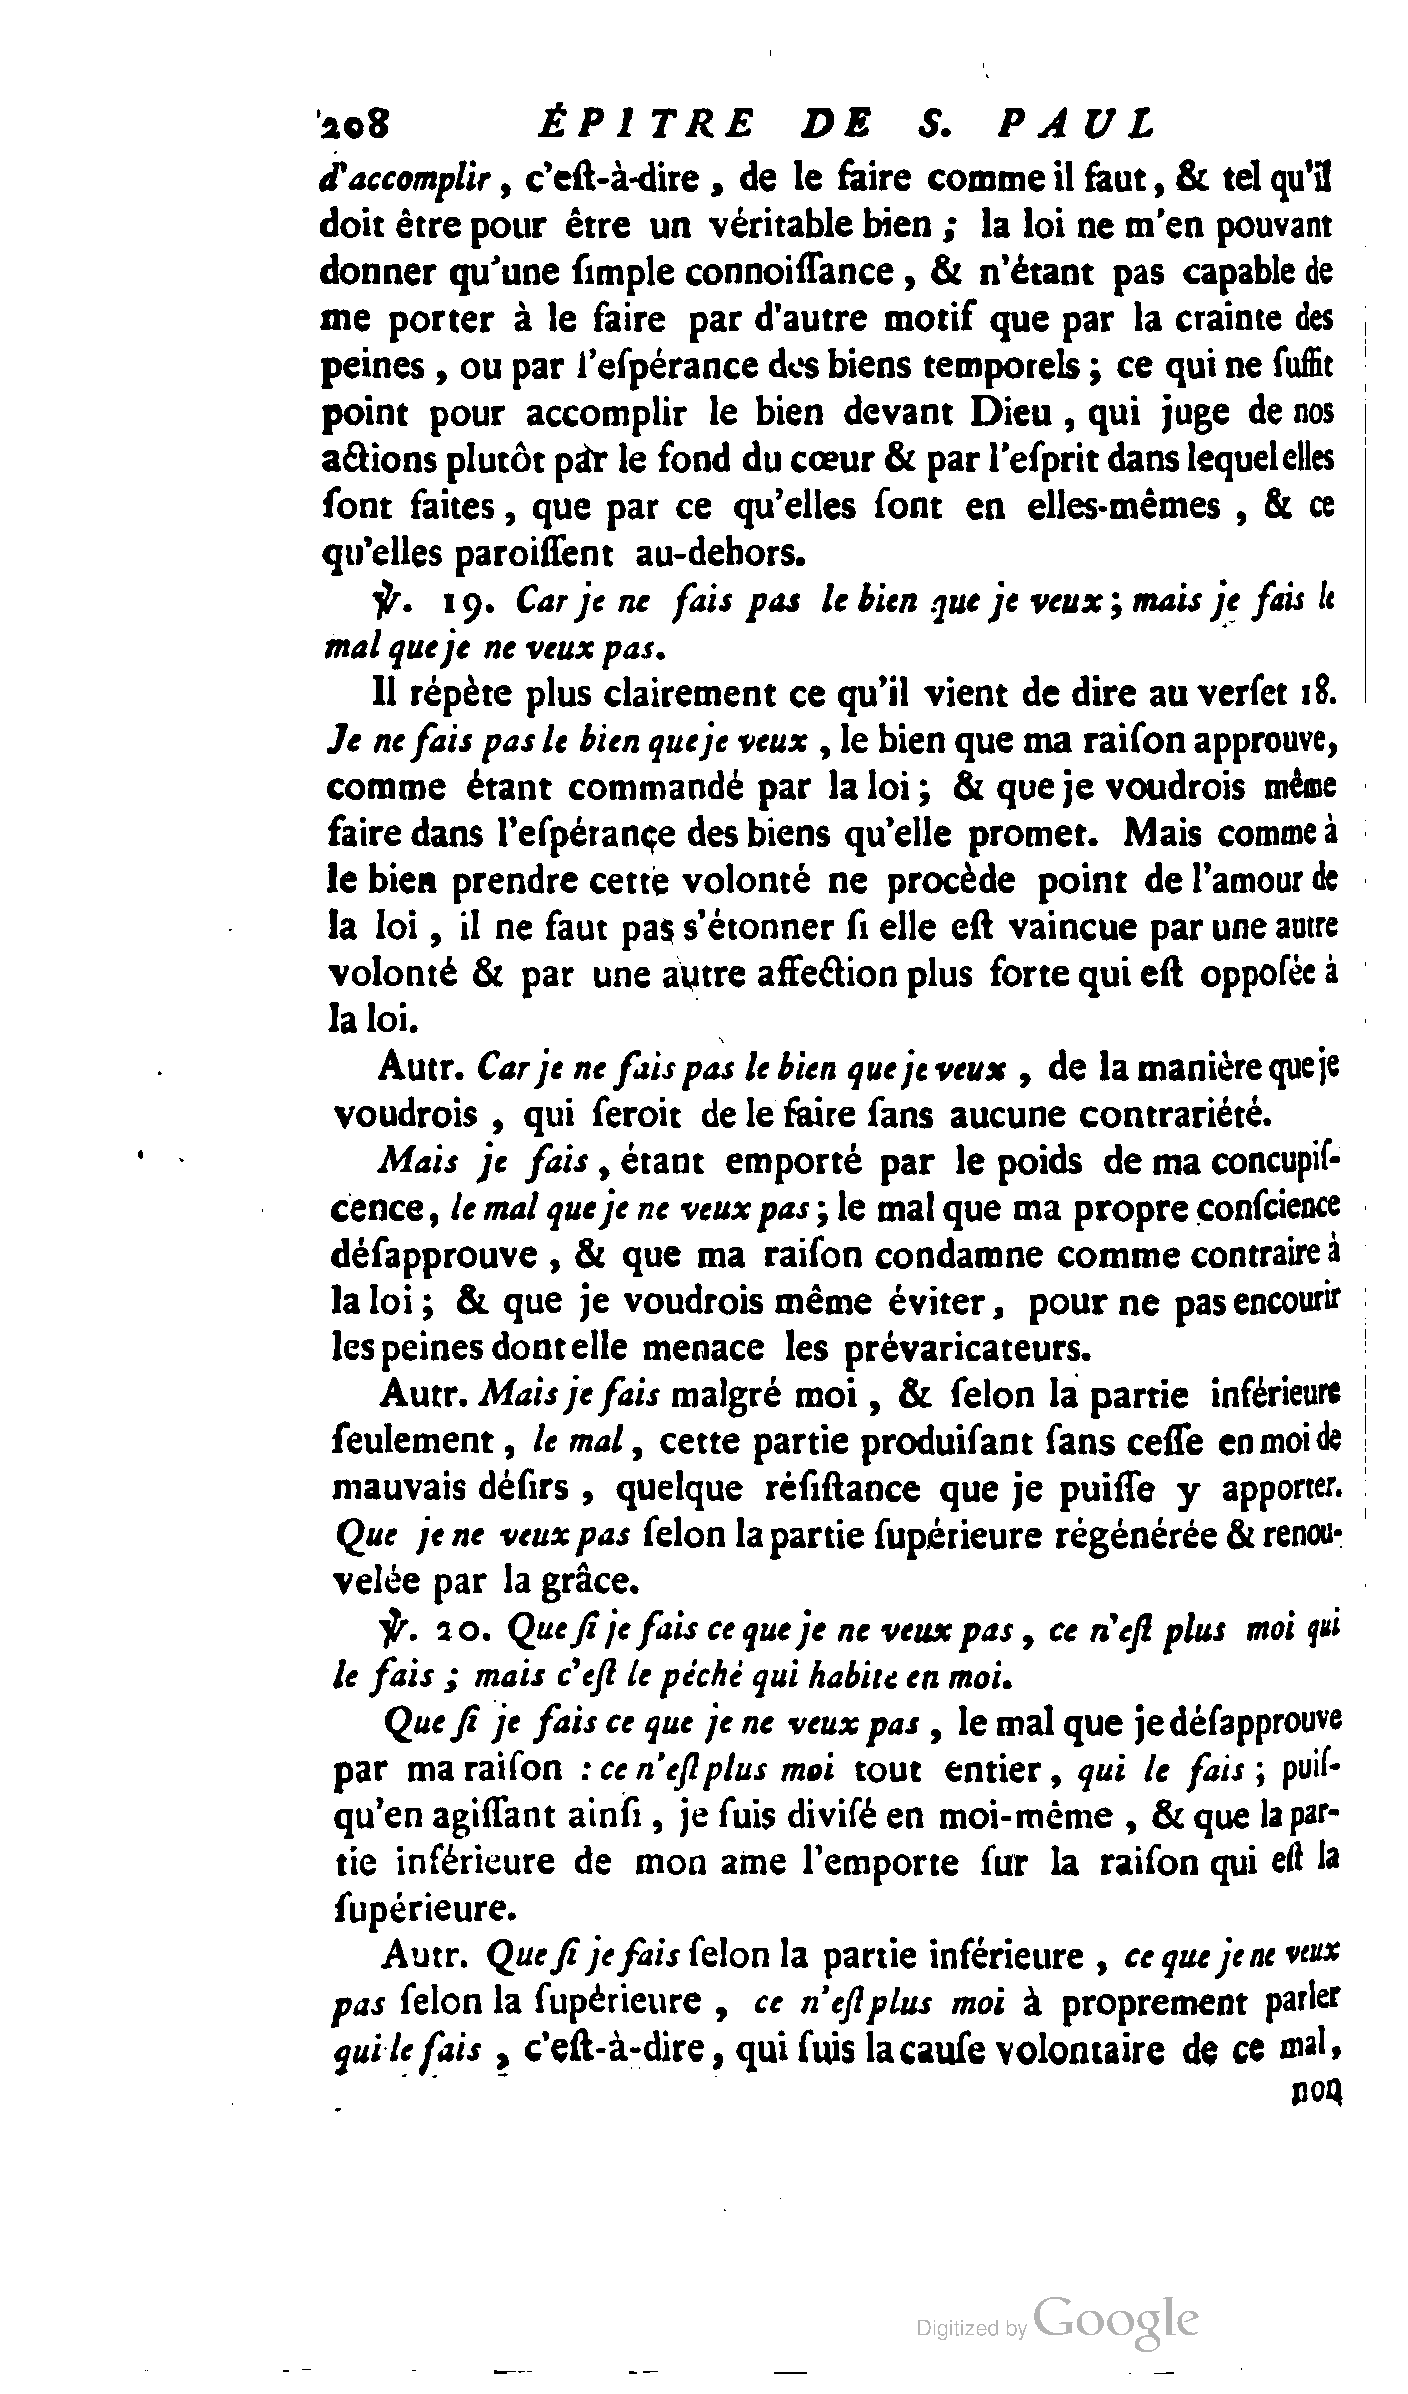 208 ÉPITRE DE S. PAUL
d'accomplir, c'eſt-à-dire, de le faire comme il faut, & tel qu'il
doit être pour être un véritable bien ; la loi ne m'en pouvant
donner qu'une ſimple connoiſſance, & n'étant pas capable de
me porter à le faire par d'autre motif que par la crainte des
peines, ou par l'eſpérance des biens temporels ; ce qui ne ſuffit
point pour accomplir le bien devant Dieu, qui juge de nos
actions plutôt par le fond du cœur & par l'eſprit dans lequel elles
ſont faites, que par ce qu'elles ſont en elles-mêmes, & ce
qu'elles paroiſſent au-dehors.
℣. 19. Car je ne fais pas le bien que je veux ; mais je fais le
mal que je ne veux pas.
Il répète plus clairement ce qu'il vient de dire au verſet 18.
Je ne fais pas le bien que je veux, le bien que ma raiſon approuve,
comme étant commandé par la loi ; & que je voudrois même
faire dans l'eſpérance des biens qu'elle promet. Mais comme à
le bien prendre cette volonté ne procède point de l'amour de
la loi, il ne faut pas s'étonner ſi elle eſt vaincue par une autre
volonté & par une autre affection plus forte qui eſt oppoſée à
la loi.
Autr. Car je ne fais pas le bien que je veux, de la manière que je
voudrois, qui ſeroit de le faire ſans aucune contrariété.
Mais je fais, étant emporté par le poids de ma concupiſ-
cence, le mal que je ne veux pas ; le mal que ma propre conſcience
déſapprouve, & que ma raiſon condamne comme contraire à
la loi ; & que je voudrois même éviter, pour ne pas encourir
les peines dont elle menace les prévaricateurs.
Autr. Mais je fais malgré moi, & ſelon la partie inférieure
ſeulement, le mal, cette partie produiſant ſans ceſſe en moi de
mauvais déſirs, quelque réſiſtance que je puiſſe y apporter.
Que je ne veux pas ſelon la partie ſupérieure régénérée & renou-
velée par la grâce.
℣. 20. Que ſi je fais ce que je ne veux pas, ce n'eſt plus moi qui
le fais ; mais c'eſt le péché qui habite en moi.
Que ſi je fais ce que je ne veux pas, le mal que je déſapprouve
par ma raiſon : ce n'eſt plus moi tout entier, qui le fais ; puiſ-
qu'en agiſſant ainſi, je ſuis diviſé en moi-même, & que la par-
tie inférieure de mon ame l'emporte ſur la raiſon qui eſt la
ſupérieure.
Autr. Que ſi je fais ſelon la partie inférieure, ce que je ne veux
pas ſelon la ſupérieure, ce n'eſt plus moi à proprement parler
qui le fais, c'eſt-à-dire, qui ſuis la cauſe volontaire de ce mal,
non
Digitized by Google